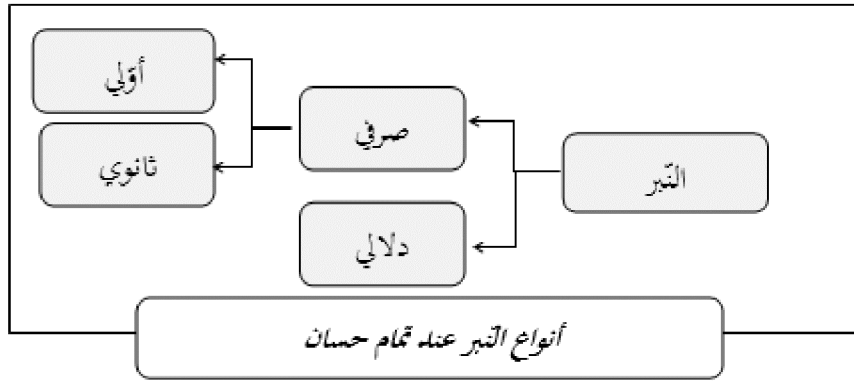 النّبر
صرفي
دلالي
أوّلي
ثانوي
أنواع النّبر عند تمام حسان